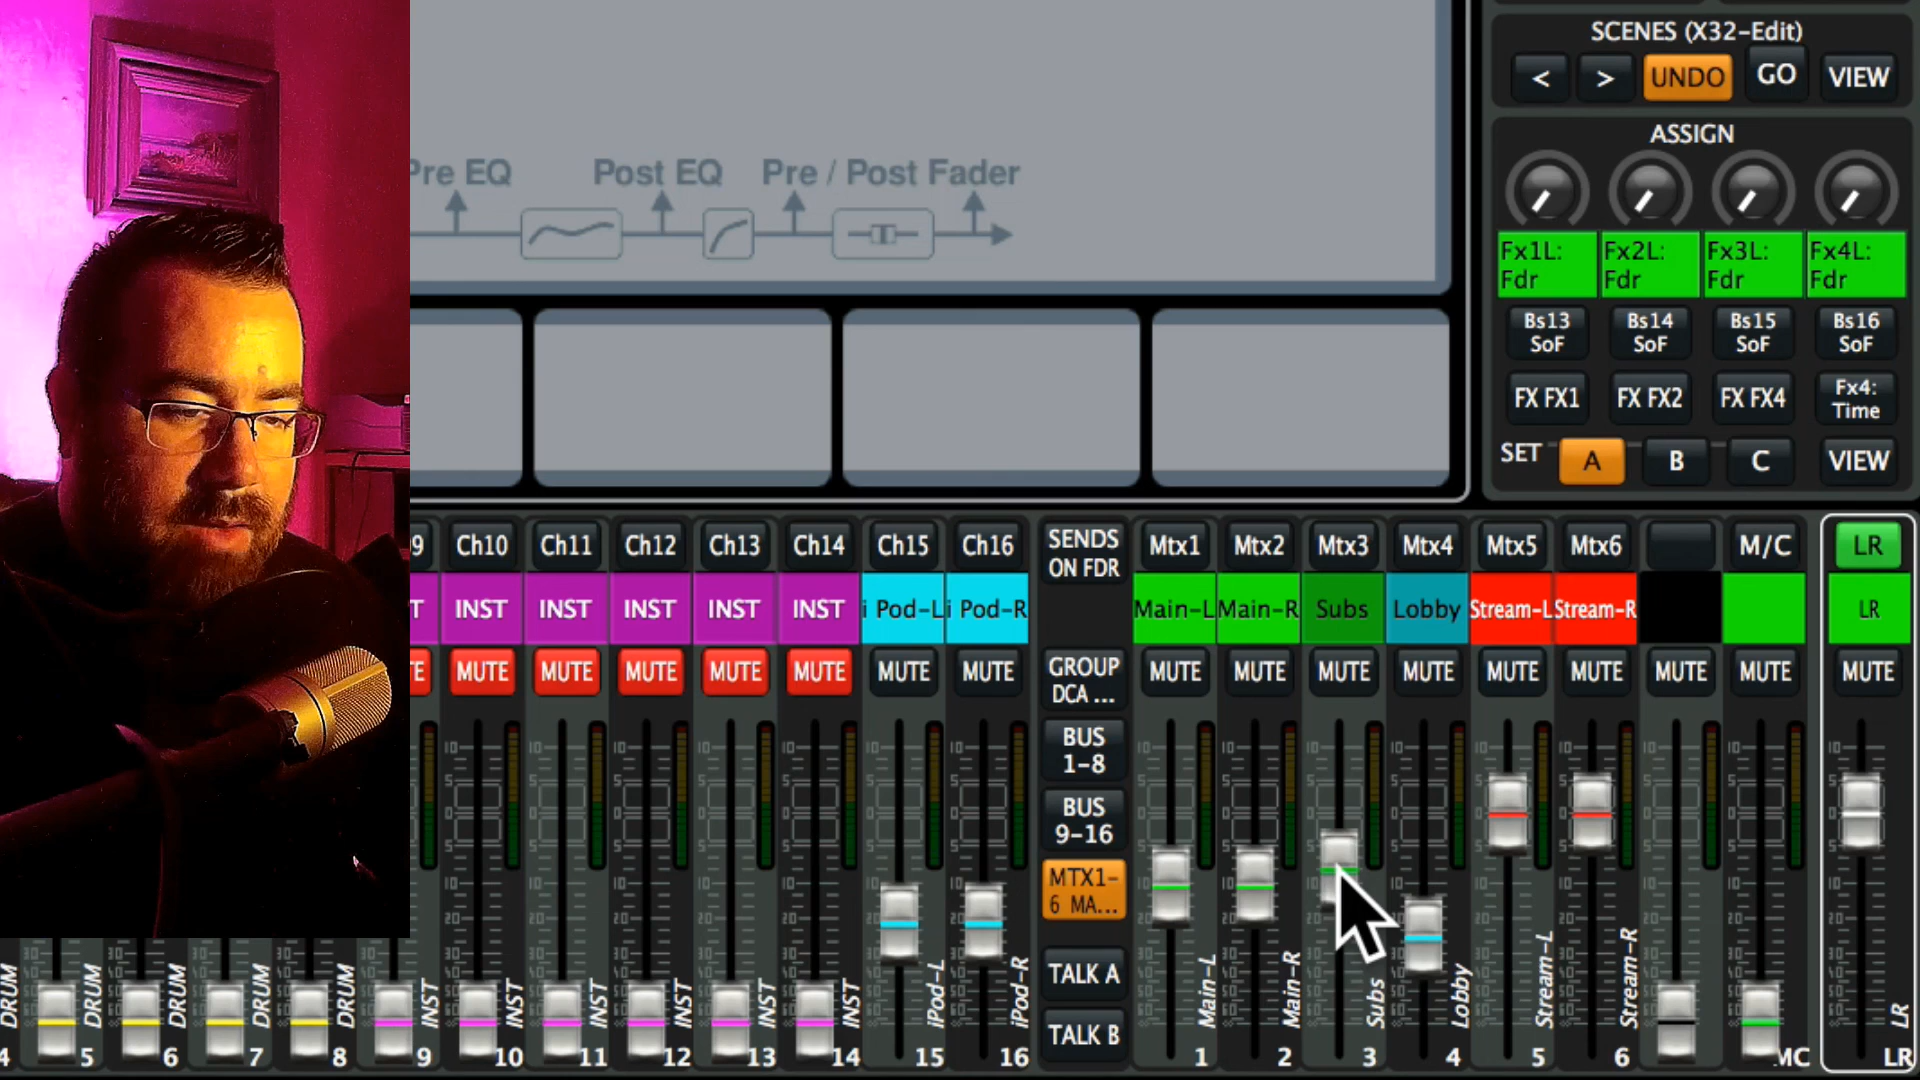 SCENES (X32-Edit)
< > UNDO GO VIEW
ASSIGN
Pre EQ Post EQ Pre / Post Fader
Fx1L: Fdr
Fx2L: Fdr
Fx3L: Fdr
Fx4L: Fdr
Bs13 SoF
Bs14 SoF
Bs15 SoF
Bs16 SoF
FX FX1
FX FX2
FX FX4
Fx4: Time
SET A B C VIEW
9 Ch10 Ch11 Ch12 Ch13 Ch14 Ch15 Ch16
SENDS ON FDR
Mtx1 Mtx2 Mtx3 Mtx4 Mtx5 Mtx6 M/C LR
T INST INST INST INST INST i Pod-L i Pod-R
Main-L Main-R Subs Lobby Stream-L Stream-R LR
TE MUTE MUTE MUTE MUTE MUTE MUTE MUTE
GROUP DCA ...
MUTE MUTE MUTE MUTE MUTE MUTE MUTE MUTE MUTE
BUS 1-8
BUS 9-16
MTX1-
6 MA...
TALK A
TALK B
DRUM DRUM DRUM DRUM DRUM INST INST INST INST INST INST iPod-L iPod-R
Main-L Main-R Subs Lobby Stream-L Stream-R LR
4 5 6 7 8 9 10 11 12 13 14 15 16
1 2 3 4 5 6 MC LR